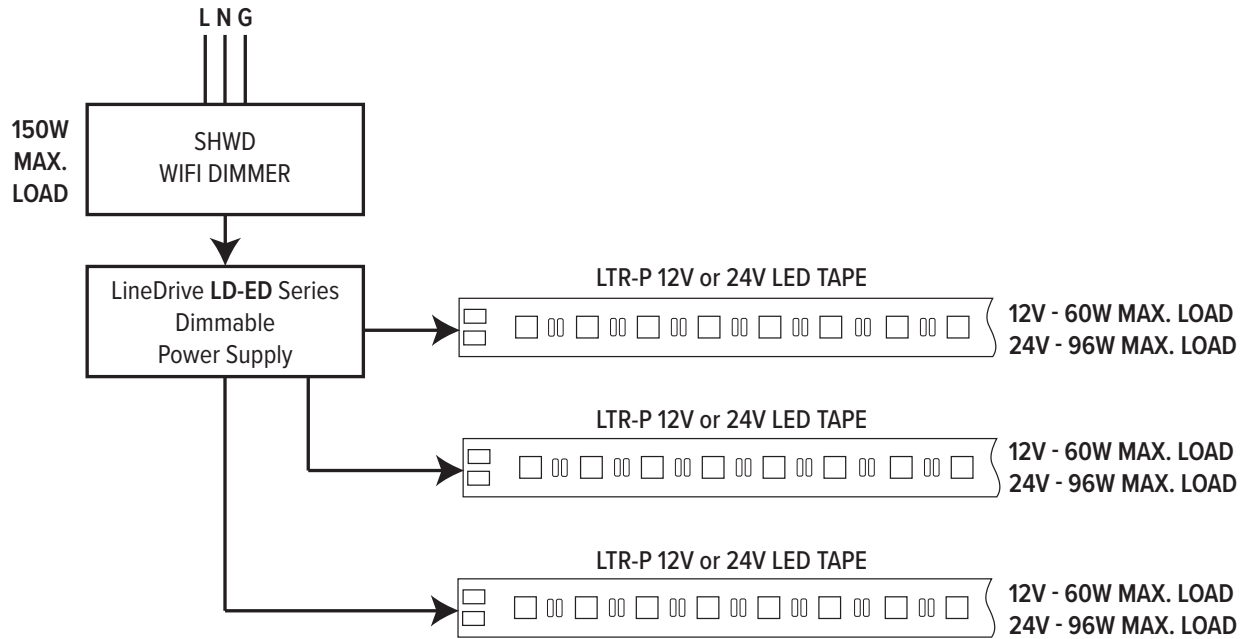 L N G
150W
MAX.
LOAD
SHWD
WIFI DIMMER
LineDrive LD-ED Series
Dimmable
Power Supply
LTR-P 12V or 24V LED TAPE
12V - 60W MAX. LOAD
24V - 96W MAX. LOAD
LTR-P 12V or 24V LED TAPE
12V - 60W MAX. LOAD
24V - 96W MAX. LOAD
LTR-P 12V or 24V LED TAPE
12V - 60W MAX. LOAD
24V - 96W MAX. LOAD